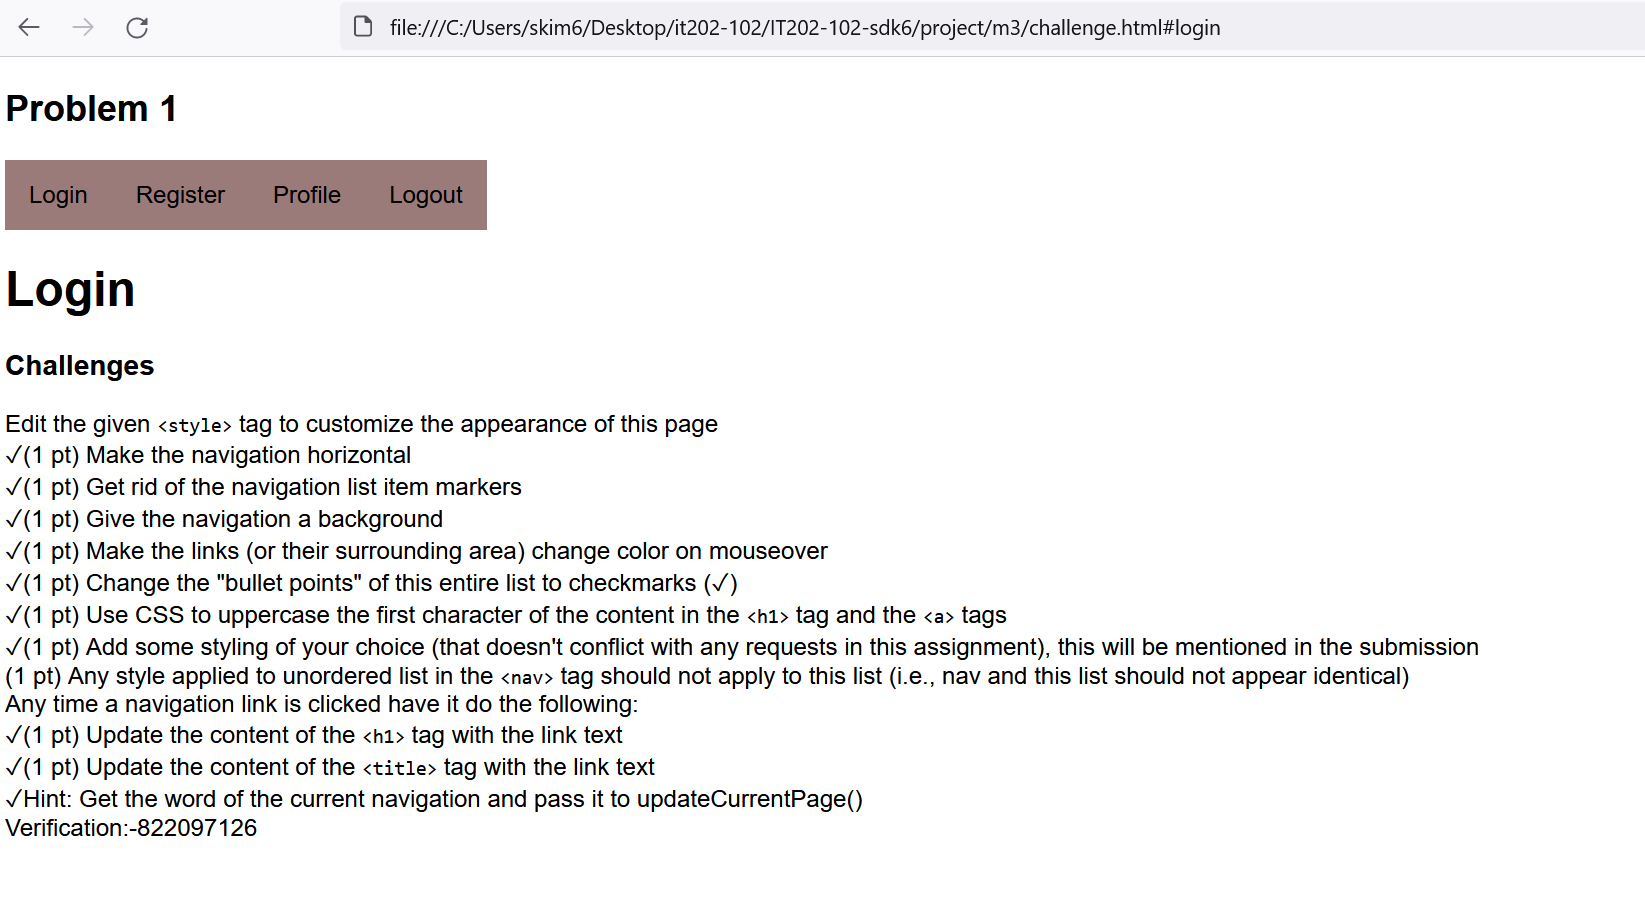 file:///C:/Users/skim6/Desktop/it202-102/IT202-102-sdk6/project/m3/challenge.html#login
Problem 1
Login Register Profile Logout
Login
Challenges
Edit the given <style> tag to customize the appearance of this page
✓(1 pt) Make the navigation horizontal
✓(1 pt) Get rid of the navigation list item markers
✓(1 pt) Give the navigation a background
✓(1 pt) Make the links (or their surrounding area) change color on mouseover
✓(1 pt) Change the "bullet points" of this entire list to checkmarks (✓)
✓(1 pt) Use CSS to uppercase the first character of the content in the <h1> tag and the <a> tags
✓(1 pt) Add some styling of your choice (that doesn't conflict with any requests in this assignment), this will be mentioned in the submission
(1 pt) Any style applied to unordered list in the <nav> tag should not apply to this list (i.e., nav and this list should not appear identical)
Any time a navigation link is clicked have it do the following:
✓(1 pt) Update the content of the <h1> tag with the link text
✓(1 pt) Update the content of the <title> tag with the link text
✓Hint: Get the word of the current navigation and pass it to updateCurrentPage()
Verification:-822097126